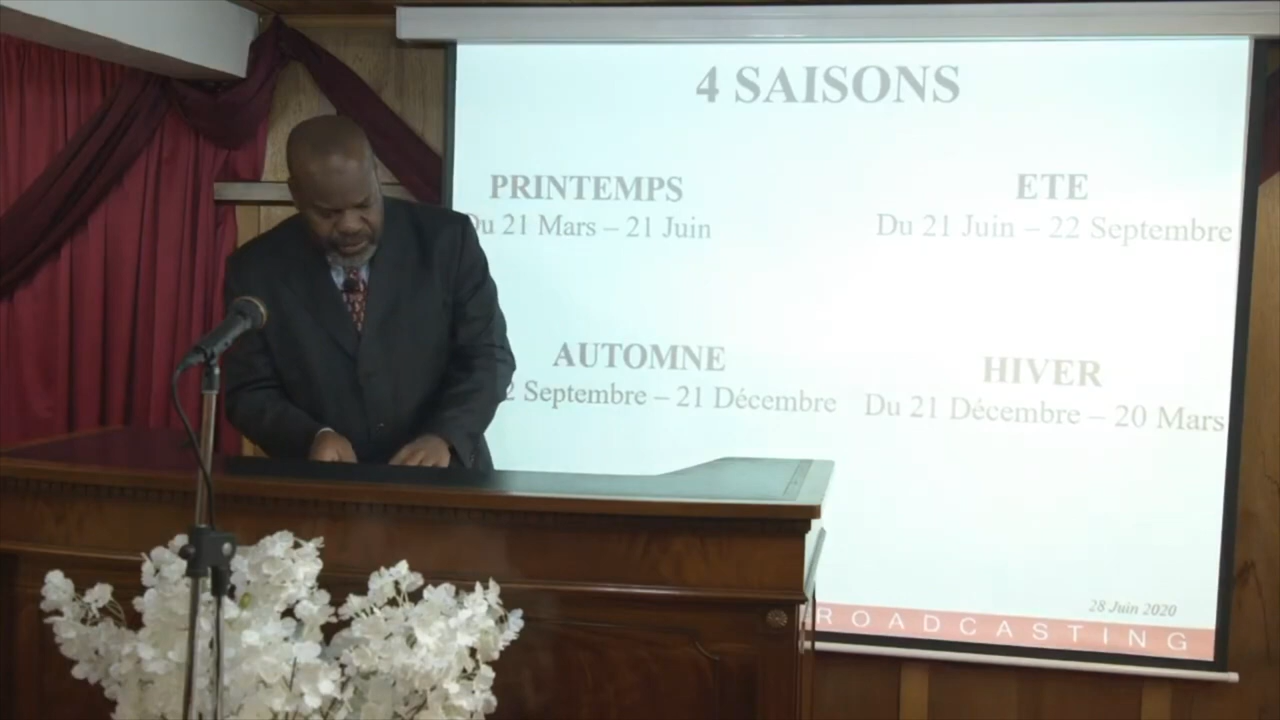 4 SAISONS
PRINTEMPS
Du 21 Mars – 21 Juin
ETE
Du 21 Juin – 22 Septembre
AUTOMNE
2 Septembre – 21 Décembre
HIVER
Du 21 Décembre – 20 Mars
28 Juin 2020
ROADCASTING